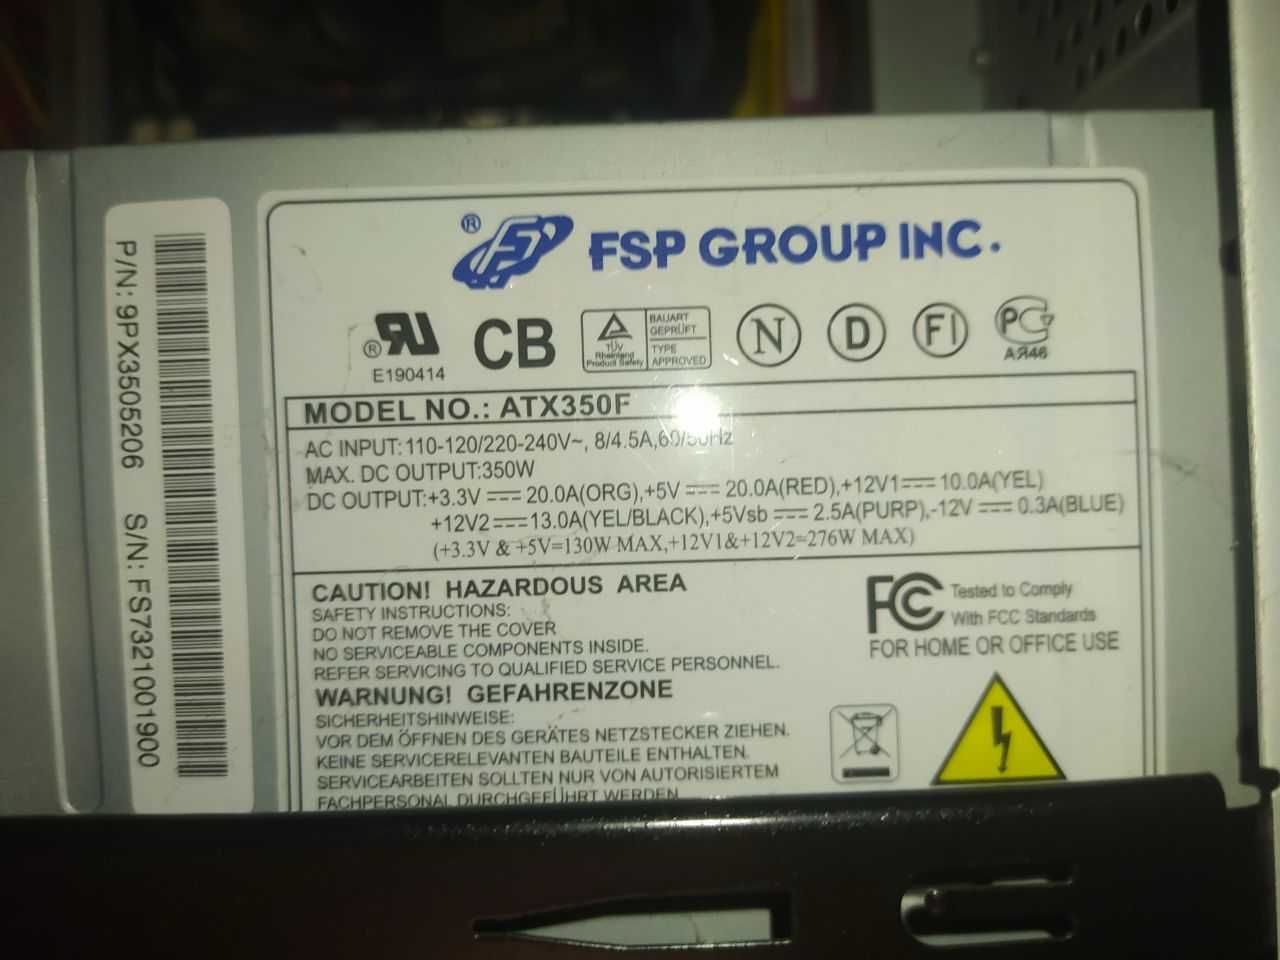 P/N: 9PX3505206 S/N: FS7321001900
® FSP GROUP INC.
® RU
E190414
CB
TÜV
Rheinland
Product Safety
BAUART
GEPRÜFT
TYPE
APPROVED
N
D
FI
PC
АЯ46
MODEL NO.: ATX350F
AC INPUT: 110-120/220-240V~, 8/4.5A,60/50Hz
MAX. DC OUTPUT:350W
DC OUTPUT:+3.3V ⎓ 20.0A(ORG),+5V ⎓ 20.0A(RED),+12V1⎓ 10.0A(YEL)
+12V2⎓13.0A(YEL/BLACK),+5Vsb ⎓ 2.5A(PURP),-12V ⎓ 0.3A(BLUE)
(+3.3V & +5V=130W MAX,+12V1&+12V2=276W MAX)
CAUTION! HAZARDOUS AREA
SAFETY INSTRUCTIONS:
DO NOT REMOVE THE COVER
NO SERVICEABLE COMPONENTS INSIDE.
REFER SERVICING TO QUALIFIED SERVICE PERSONNEL.
WARNUNG! GEFAHRENZONE
SICHERHEITSHINWEISE:
VOR DEM ÖFFNEN DES GERÄTES NETZSTECKER ZIEHEN.
KEINE SERVICERELEVANTEN BAUTEILE ENTHALTEN.
SERVICEARBEITEN SOLLTEN NUR VON AUTORISIERTEM
FACHPERSONAL DURCHGEFÜHRT WERDEN
FC Tested to Comply
With FCC Standards
FOR HOME OR OFFICE USE